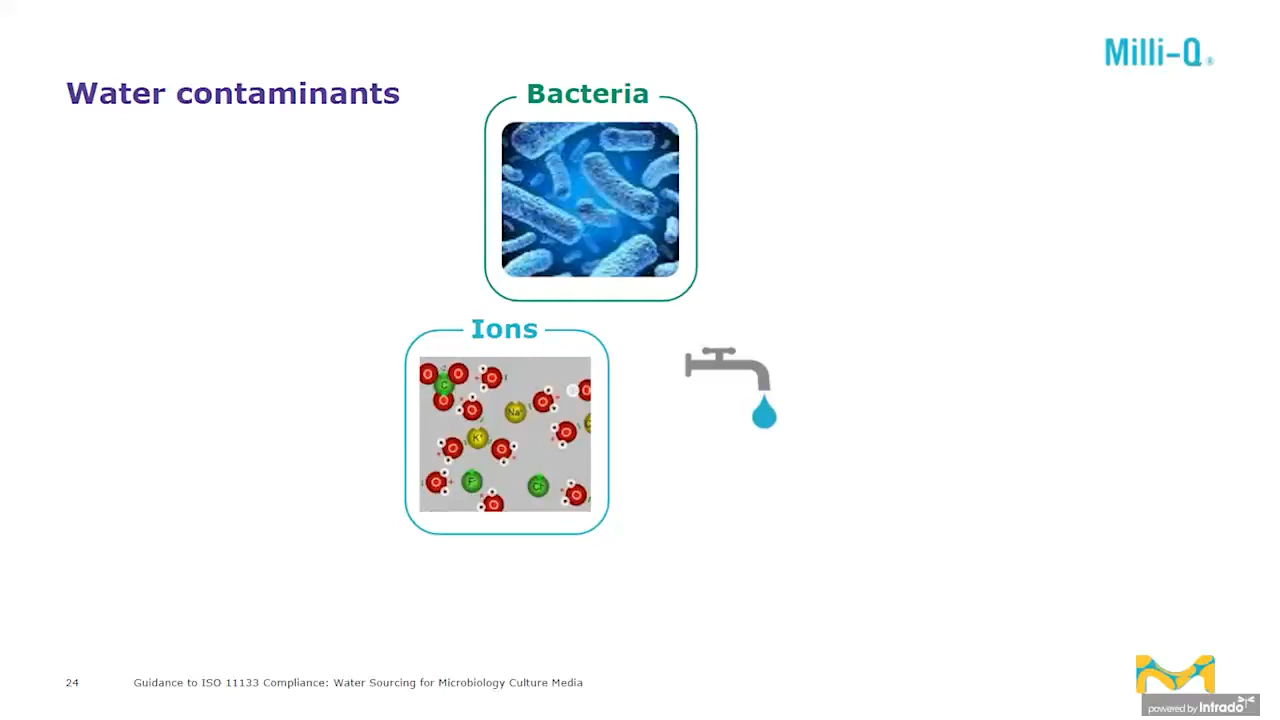 Milli-Q®
Water contaminants
Bacteria
Ions
Na⁺
K⁺
F⁻
24
Guidance to ISO 11133 Compliance: Water Sourcing for Microbiology Culture Media
M
powered by intrado